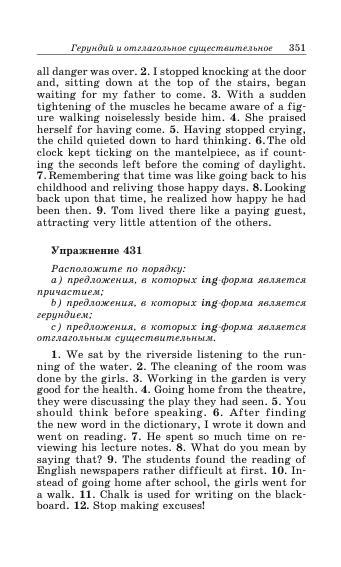 Герундий и отглагольное существительное 351
all danger was over. 2. I stopped knocking at the door
and, sitting down at the top of the stairs, began
waiting for my father to come. 3. With a sudden
tightening of the muscles he became aware of a fig-
ure walking noiselessly beside him. 4. She praised
herself for having come. 5. Having stopped crying,
the child quieted down to hard thinking. 6. The old
clock kept ticking on the mantelpiece, as if count-
ing the seconds left before the coming of daylight.
7. Remembering that time was like going back to his
childhood and reliving those happy days. 8. Looking
back upon that time, he realized how happy he had
been then. 9. Tom lived there like a paying guest,
attracting very little attention of the others.
Упражнение 431
Расположите по порядку:
a) предложения, в которых ing-форма является
причастием;
b) предложения, в которых ing-форма является
герундием;
c) предложения, в которых ing-форма является
отглагольным существительным.
1. We sat by the riverside listening to the run-
ning of the water. 2. The cleaning of the room was
done by the girls. 3. Working in the garden is very
good for the health. 4. Going home from the theatre,
they were discussing the play they had seen. 5. You
should think before speaking. 6. After finding
the new word in the dictionary, I wrote it down and
went on reading. 7. He spent so much time on re-
viewing his lecture notes. 8. What do you mean by
saying that? 9. The students found the reading of
English newspapers rather difficult at first. 10. In-
stead of going home after school, the girls went for
a walk. 11. Chalk is used for writing on the black-
board. 12. Stop making excuses!